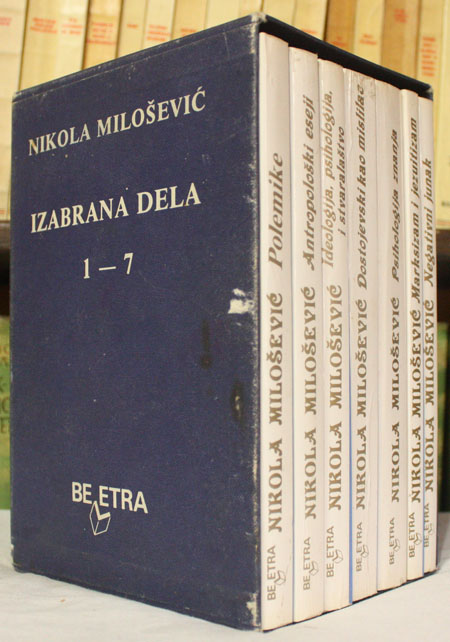 NIKOLA MILOŠEVIĆ
IZABRANA DELA
1 — 7
BELETRA
BELETRA NIKOLA MILOŠEVIĆ Polemike
BELETRA NIKOLA MILOŠEVIĆ Antropološki eseji
BELETRA NIKOLA MILOŠEVIĆ Ideologija, psihologija
i stvaralaštvo
BELETRA NIKOLA MILOŠEVIĆ Dostojevski kao mislilac
BELETRA NIKOLA MILOŠEVIĆ Psihologija znanja
BELETRA NIKOLA MILOŠEVIĆ Marksizam i jezuitizam
BELETRA NIKOLA MILOŠEVIĆ Negativni junak